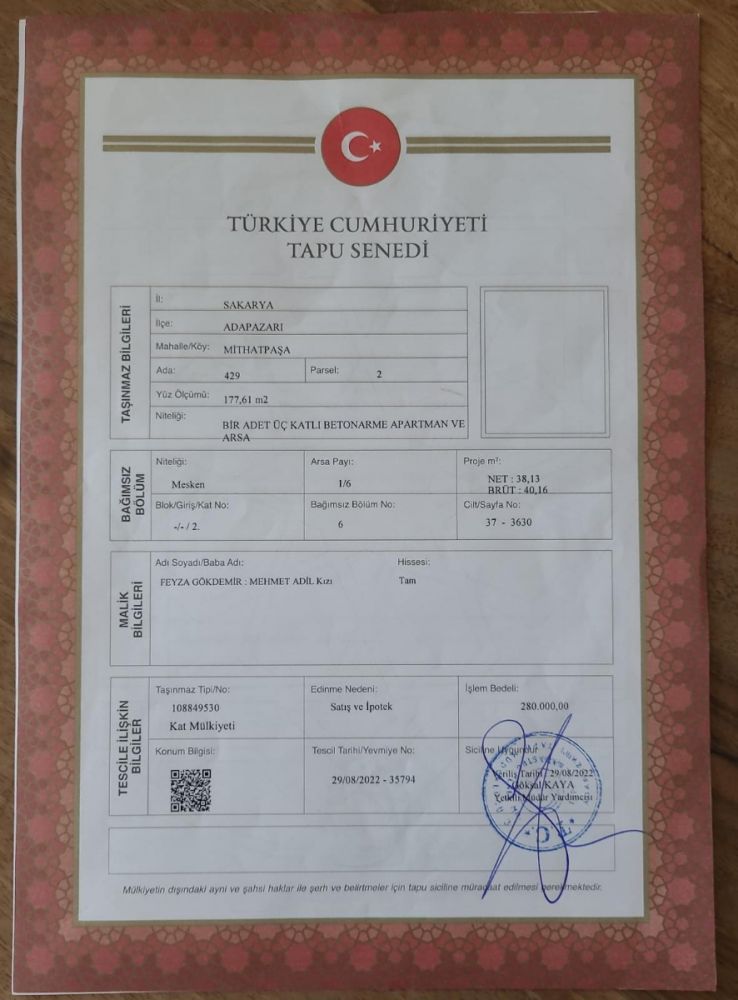 TÜRKİYE CUMHURİYETİ
TAPU SENEDİ
TAŞINMAZ BİLGİLERİ
İl: SAKARYA
İlçe: ADAPAZARI
Mahalle/Köy: MİTHATPAŞA
Ada: 429 Parsel: 2
Yüz Ölçümü: 177,61 m2
Niteliği: BİR ADET ÜÇ KATLI BETONARME APARTMAN VE
ARSA
BAĞIMSIZ
BÖLÜM
Niteliği: Arsa Payı: Proje m²:
Mesken 1/6 NET : 38,13
BRÜT : 40,16
Blok/Giriş/Kat No: Bağımsız Bölüm No: Cilt/Sayfa No:
-/- / 2. 6 37 - 3630
MALİK
BİLGİLERİ
Adı Soyadı/Baba Adı: Hissesi:
FEYZA GÖKDEMİR : MEHMET ADİL Kızı Tam
TESCİLE İLİŞKİN
BİLGİLER
Taşınmaz Tipi/No: Edinme Nedeni: İşlem Bedeli:
108849530 Satış ve İpotek 280.000,00
Kat Mülkiyeti
Konum Bilgisi: Tescil Tarihi/Yevmiye No: Siciline Uygundur
29/08/2022 - 35794
Veriliş Tarihi : 29/08/2022
Göksal KAYA
Yetkili Müdür Yardımcısı
T.C.
Mülkiyetin dışındaki ayni ve şahsi haklar ile şerh ve belirtmeler için tapu siciline müracaat edilmesi gerekmektedir.